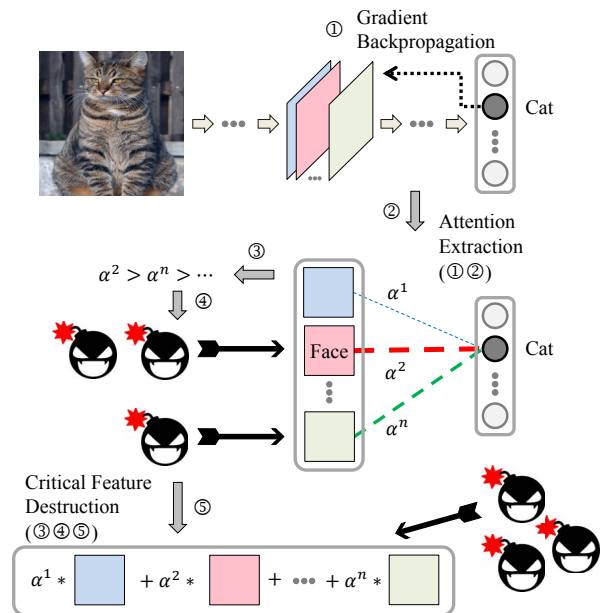 ① Gradient
Backpropagation
Cat
②
Attention
Extraction
(①②)
③
α² > αⁿ > ⋯
④
α¹
Face
α²
Cat
αⁿ
Critical Feature
Destruction
(③④⑤)
⑤
α¹ * + α² * + ••• + αⁿ *